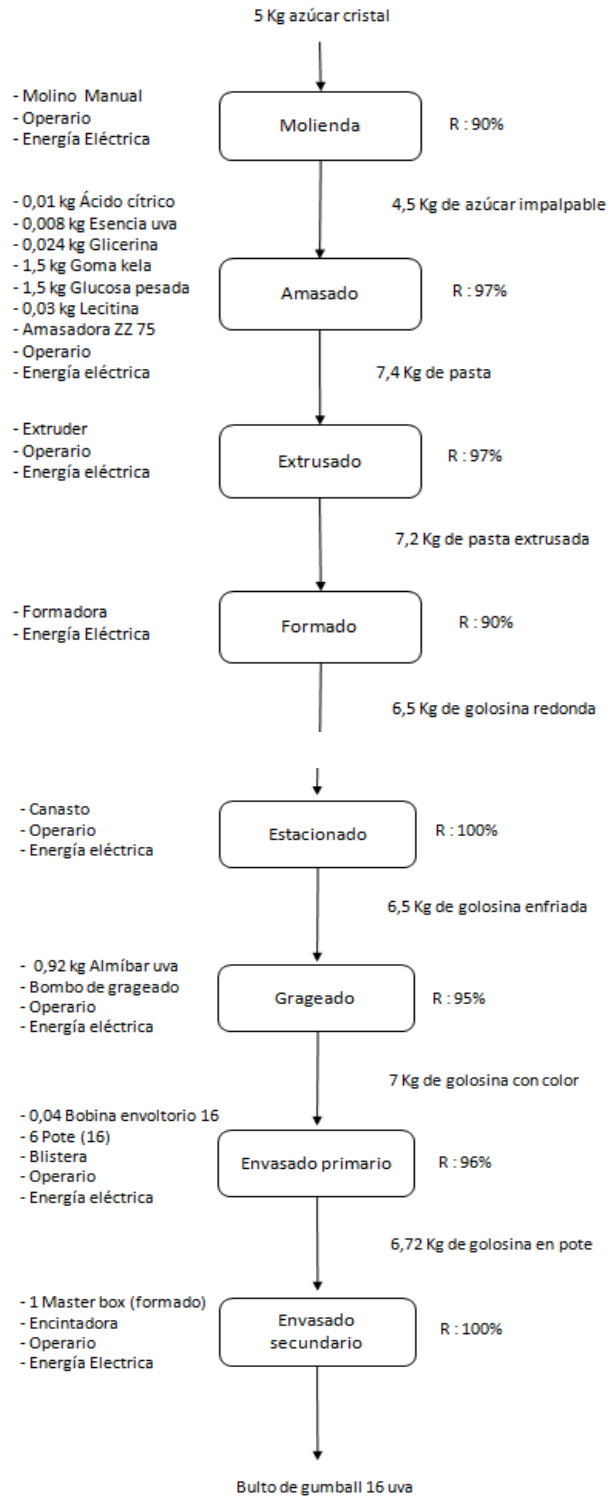 5 Kg azúcar cristal
- Molino Manual
- Operario
- Energía Eléctrica
Molienda
R : 90%
4,5 Kg de azúcar impalpable
- 0,01 kg Ácido cítrico
- 0,008 kg Esencia uva
- 0,024 kg Glicerina
- 1,5 kg Goma kela
- 1,5 kg Glucosa pesada
- 0,03 kg Lecitina
- Amasadora ZZ 75
- Operario
- Energía eléctrica
Amasado
R : 97%
7,4 Kg de pasta
- Extruder
- Operario
- Energía eléctrica
Extrusado
R : 97%
7,2 Kg de pasta extrusada
- Formadora
- Energía Eléctrica
Formado
R : 90%
6,5 Kg de golosina redonda
- Canasto
- Operario
- Energía eléctrica
Estacionado
R : 100%
6,5 Kg de golosina enfriada
- 0,92 kg Almíbar uva
- Bombo de grageado
- Operario
- Energía eléctrica
Grageado
R : 95%
7 Kg de golosina con color
- 0,04 Bobina envoltorio 16
- 6 Pote (16)
- Blistera
- Operario
- Energía eléctrica
Envasado primario
R : 96%
6,72 Kg de golosina en pote
- 1 Master box (formado)
- Encintadora
- Operario
- Energía Electrica
Envasado
secundario
R : 100%
Bulto de gumball 16 uva